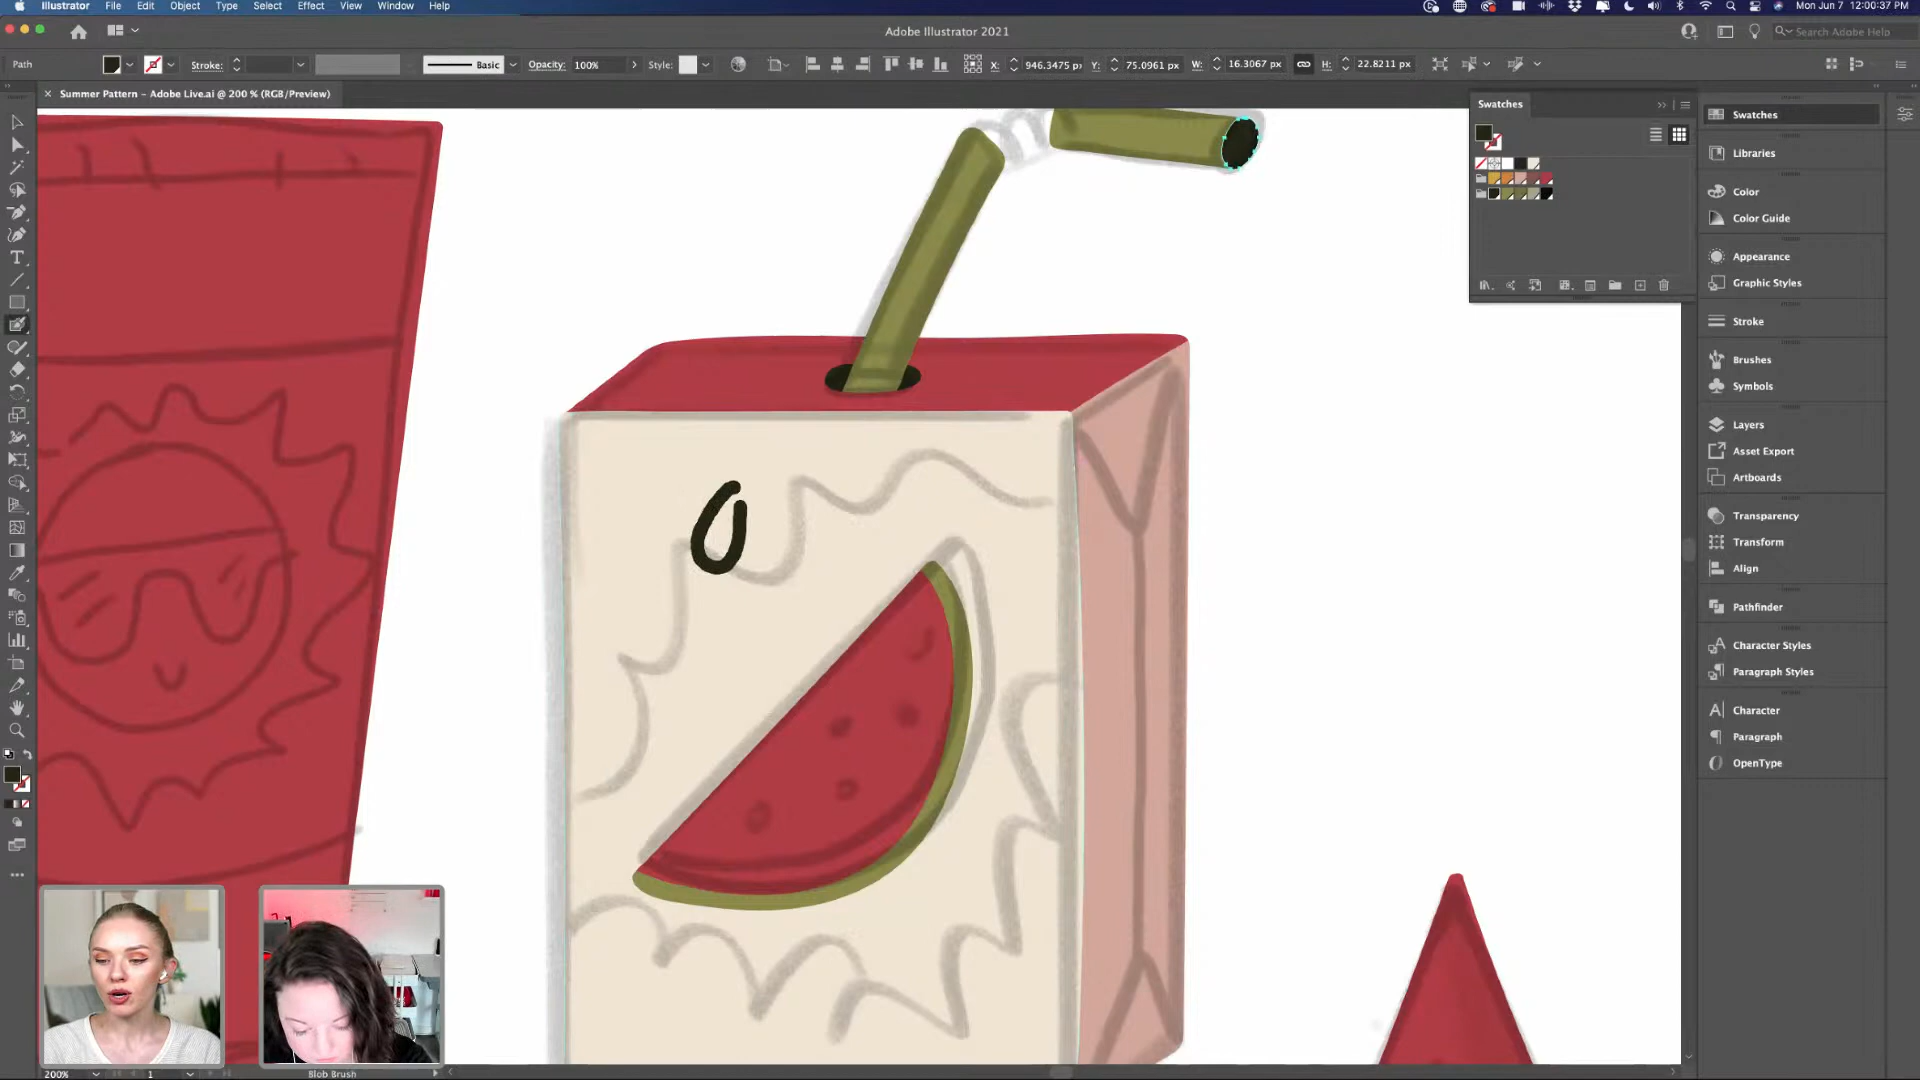 Illustrator File Edit Object Type Select Effect View Window Help Mon Jun 7 12:00:37 PM
Adobe Illustrator 2021 Search Adobe Help
Path Stroke: Basic Opacity: 100% Style: X: 946.3475 px Y: 75.0961 px W: 16.3067 px H: 22.8211 px
Summer Pattern – Adobe Live.ai @ 200 % (RGB/Preview)
Swatches
Swatches
Libraries
Color
Color Guide
Appearance
Graphic Styles
Stroke
Brushes
Symbols
Layers
Asset Export
Artboards
Transparency
Transform
Align
Pathfinder
Character Styles
Paragraph Styles
Character
Paragraph
OpenType
200% 1 Blob Brush